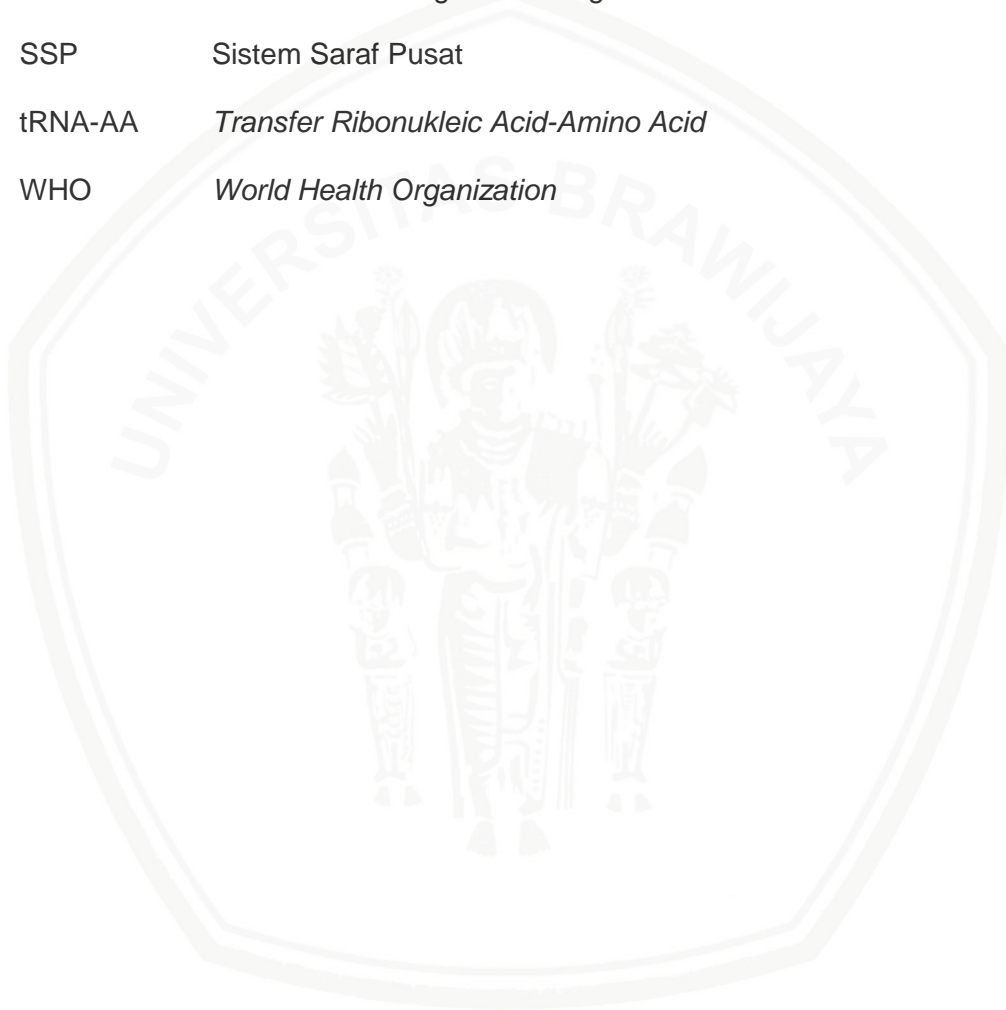 SSP Sistem Saraf Pusat
tRNA-AA Transfer Ribonukleic Acid-Amino Acid
WHO World Health Organization
UNIVERSITAS BRAWIJAYA